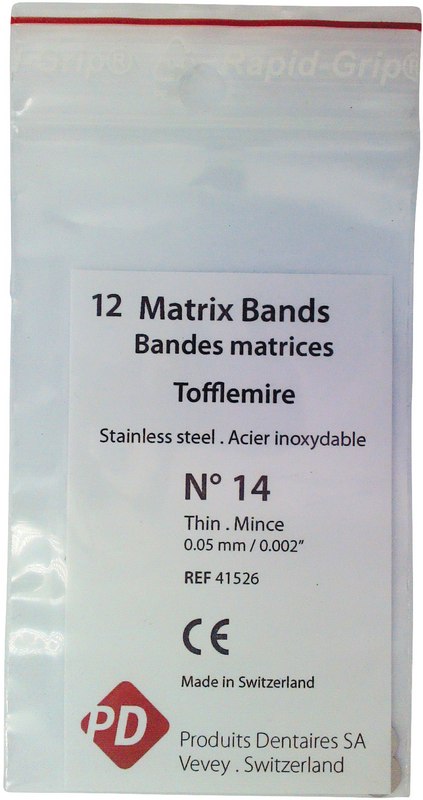 -Grip® Rapid-Grip®
12 Matrix Bands
Bandes matrices
Tofflemire
Stainless steel . Acier inoxydable
N° 14
Thin . Mince
0.05 mm / 0.002”
REF 41526
CE
Made in Switzerland
PD
Produits Dentaires SA
Vevey . Switzerland